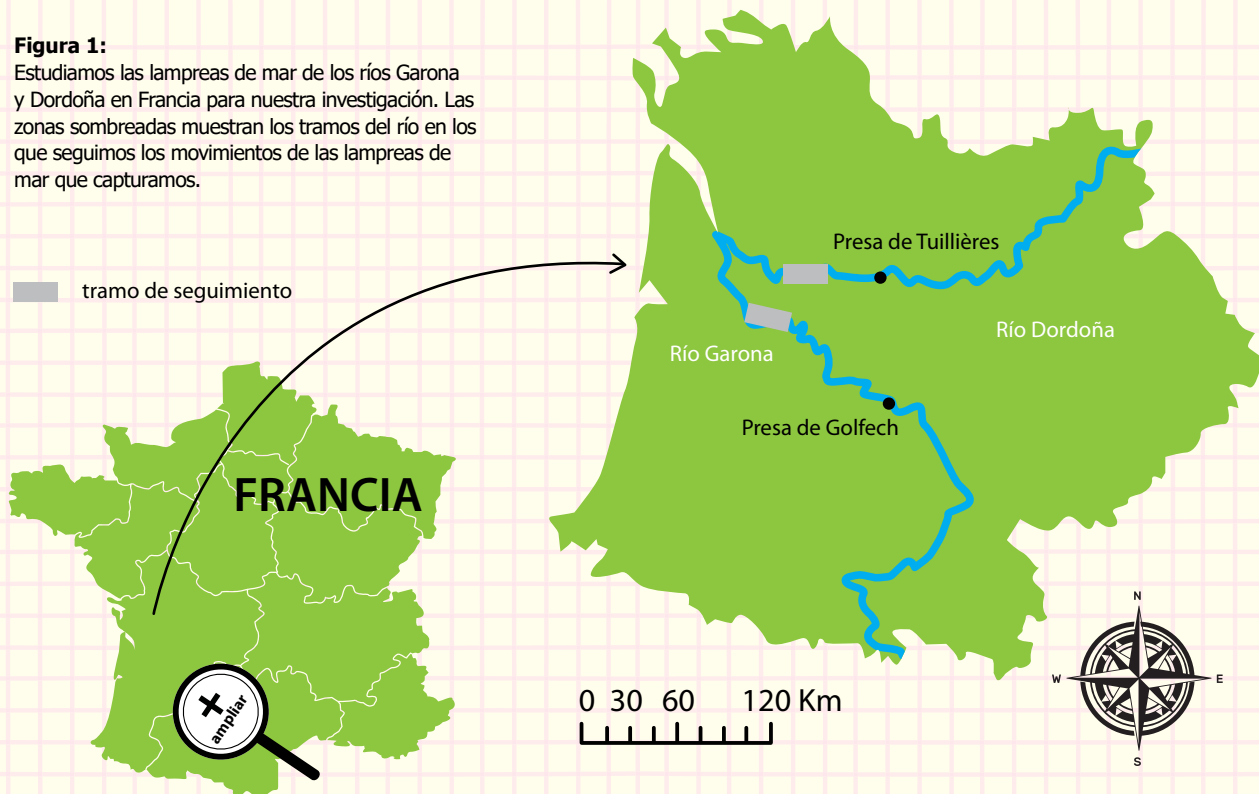 Figura 1:
Estudiamos las lampreas de mar de los ríos Garona
y Dordoña en Francia para nuestra investigación. Las
zonas sombreadas muestran los tramos del río en los
que seguimos los movimientos de las lampreas de
mar que capturamos.
tramo de seguimiento
Presa de Tuillières
Río Dordoña
Río Garona
Presa de Golfech
FRANCIA
+
ampliar
0 30 60 120 Km
N
W
E
S